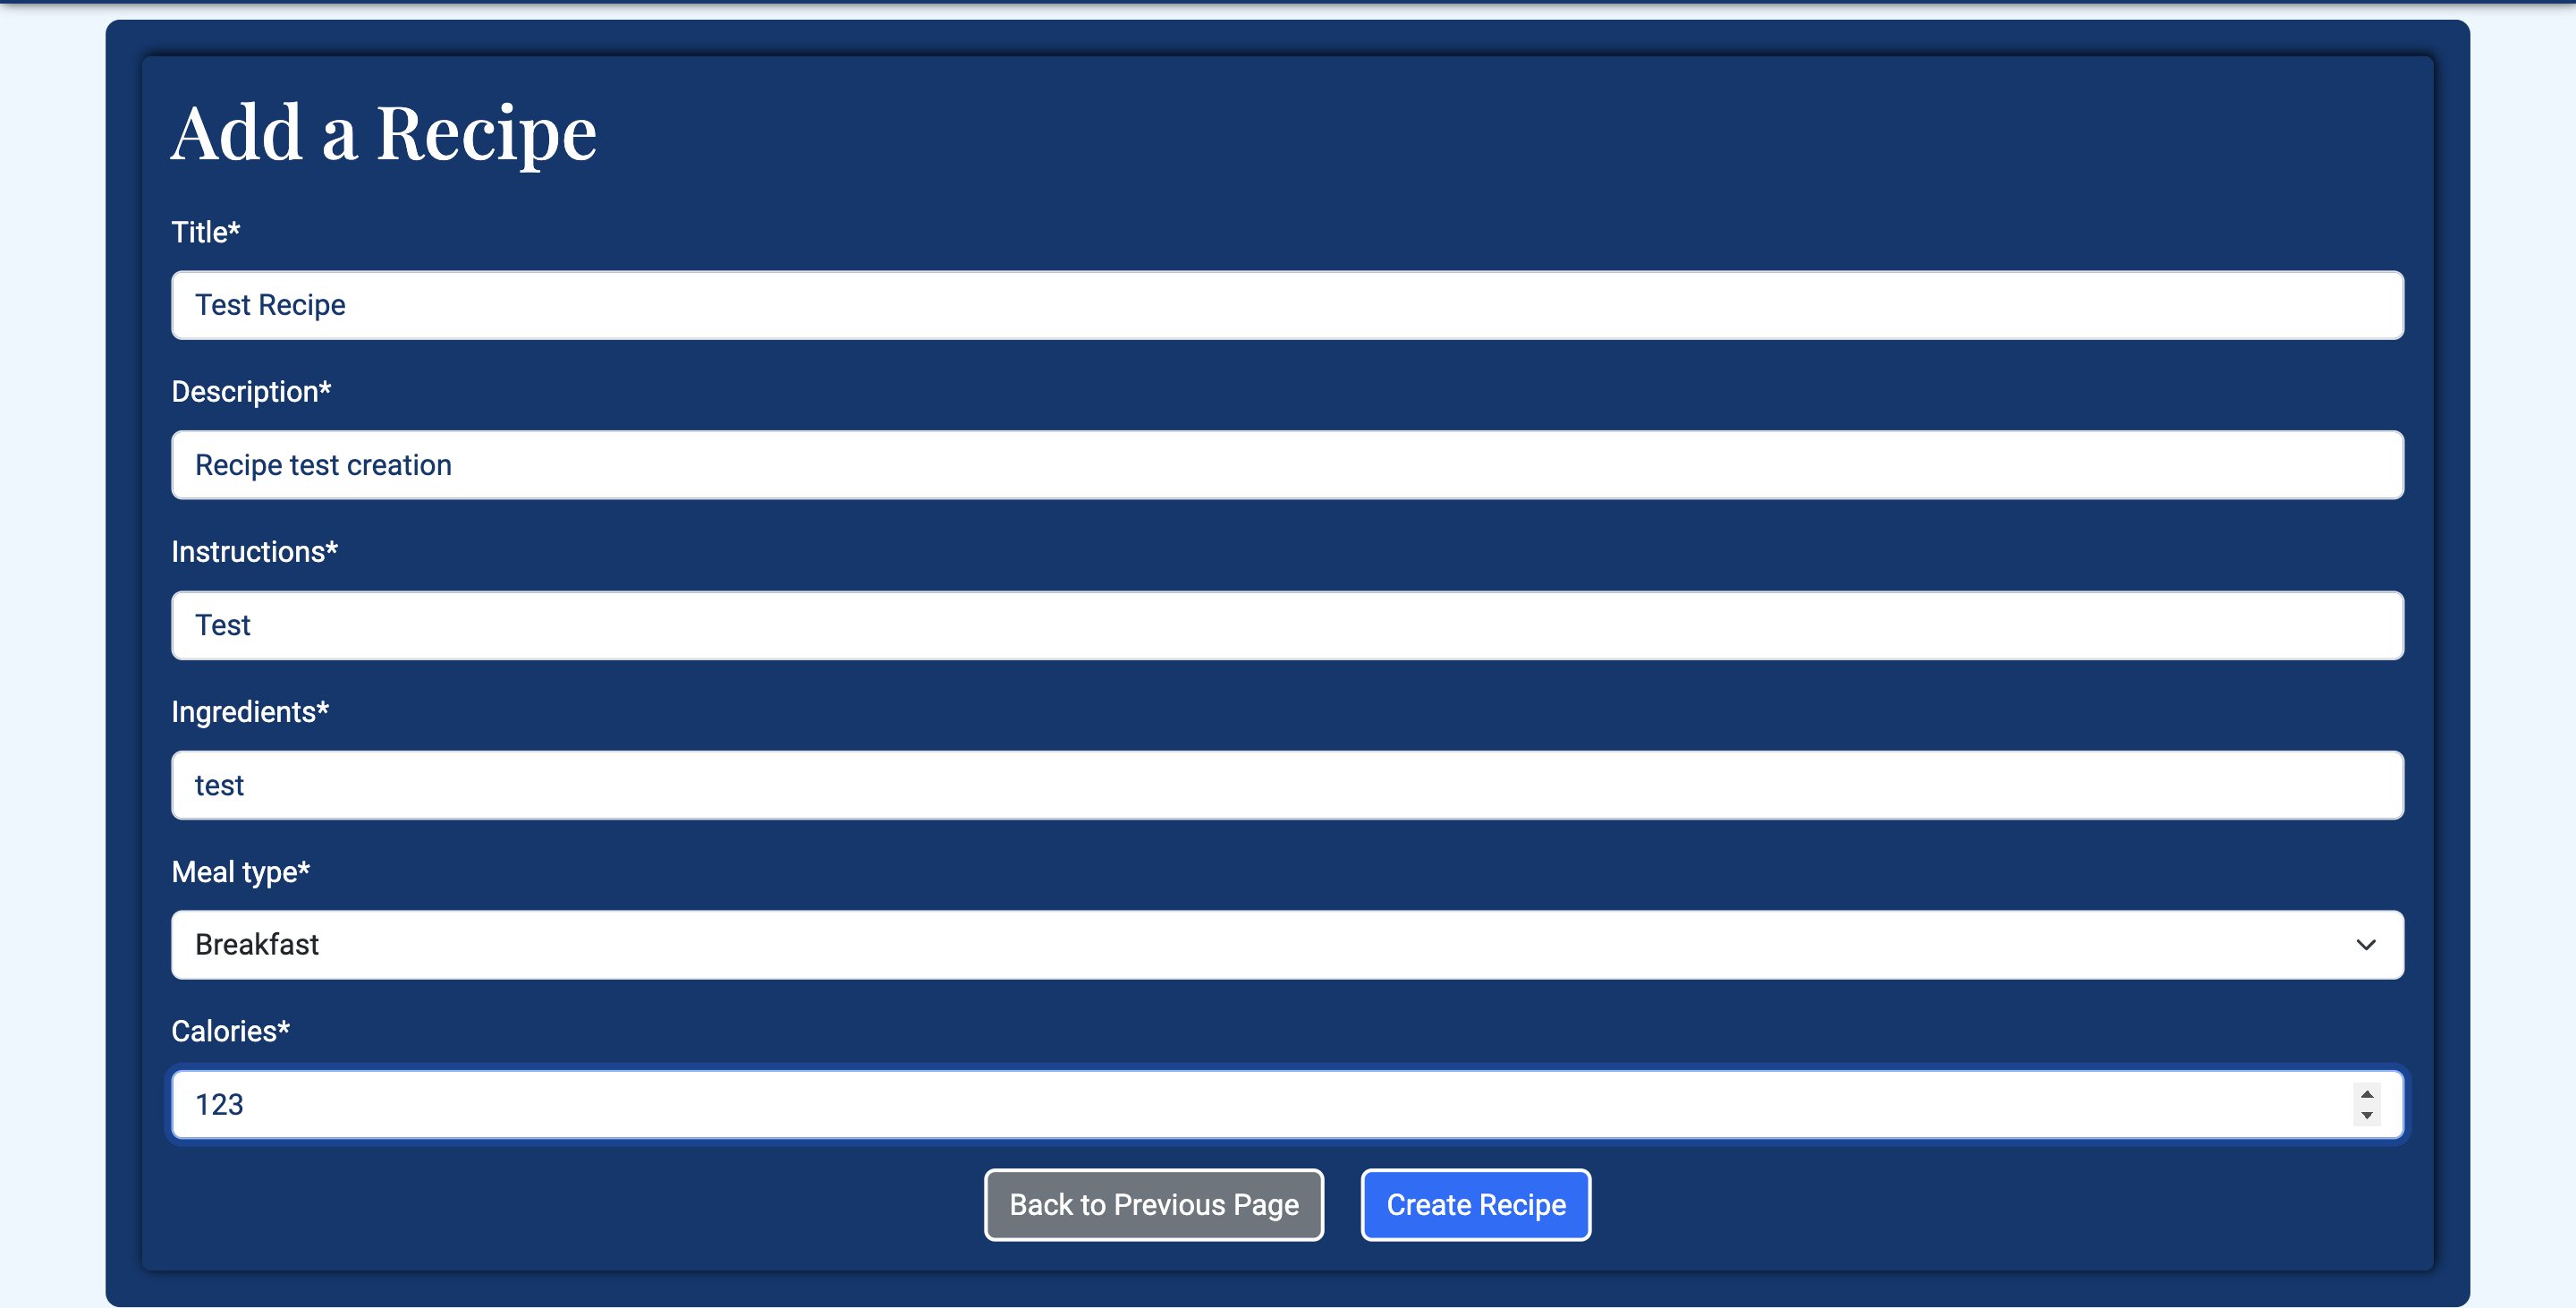 Add a Recipe
Title*
Test Recipe
Description*
Recipe test creation
Instructions*
Test
Ingredients*
test
Meal type*
Breakfast
Calories*
123
Back to Previous Page
Create Recipe